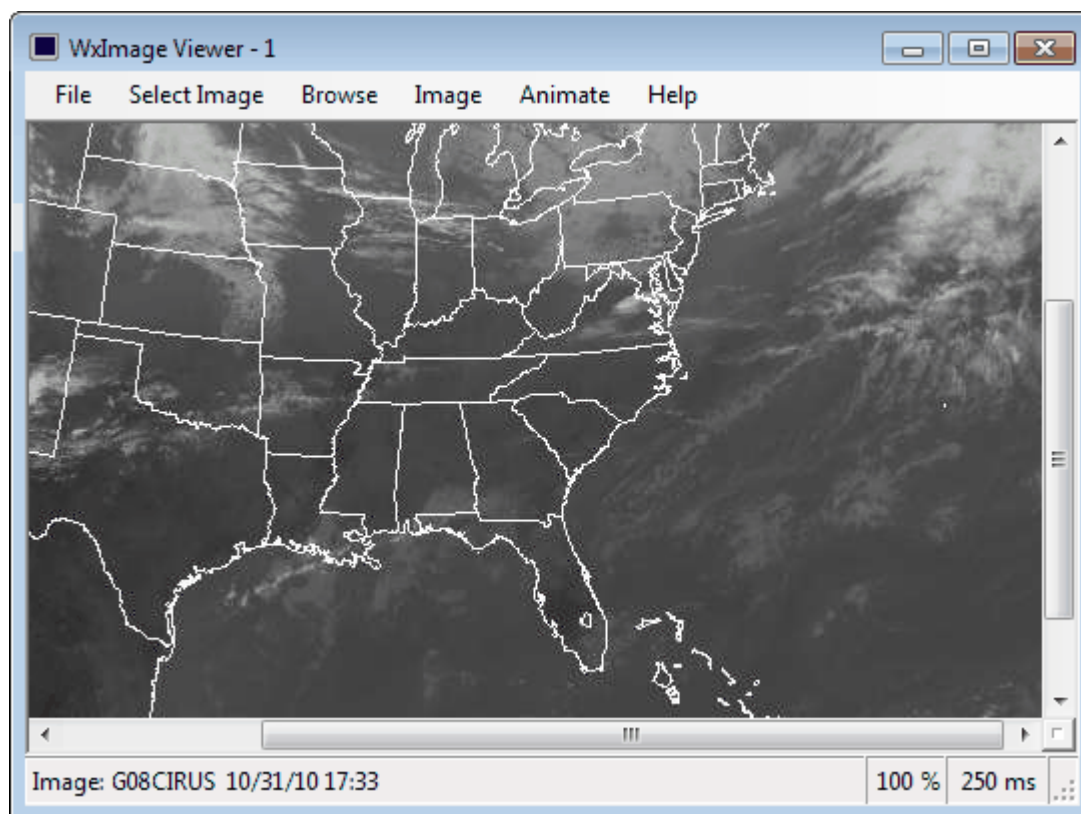 WxImage Viewer - 1
File Select Image Browse Image Animate Help
Image: G08CIRUS 10/31/10 17:33 100 % 250 ms